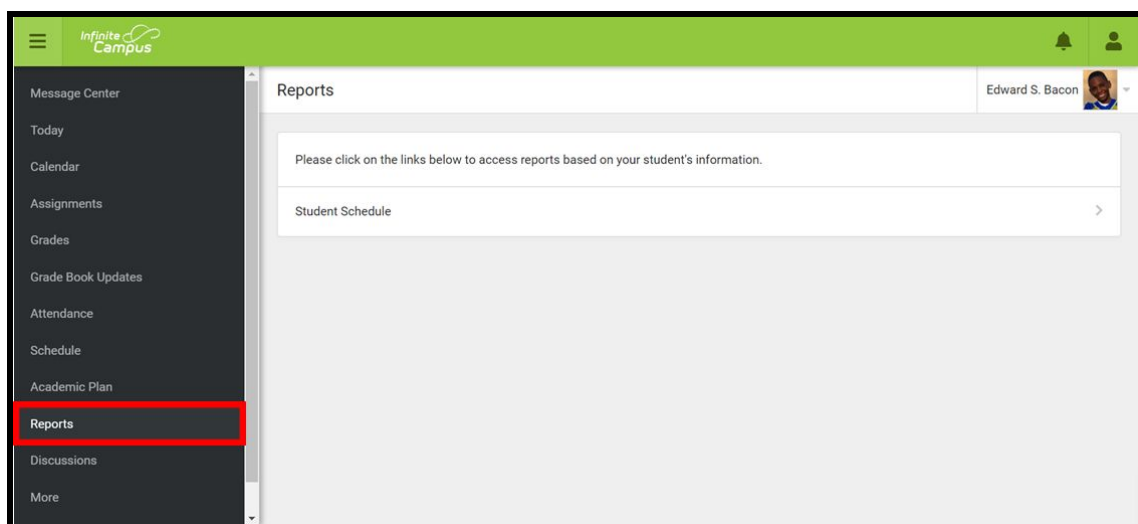 Infinite
Campus
Message Center
Today
Calendar
Assignments
Grades
Grade Book Updates
Attendance
Schedule
Academic Plan
Reports
Discussions
More
Reports
Edward S. Bacon
Please click on the links below to access reports based on your student's information.
Student Schedule